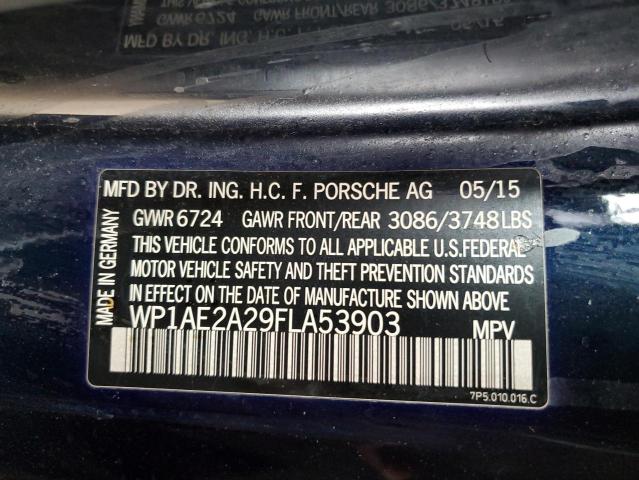 MFD BY DR. ING. H.C. F. PORSCHE AG 05/15
GVWR 6724 GAWR FRONT/REAR 3086/3748LBS
THIS VEHICLE CONFORMS TO ALL APPLICABLE U.S.FEDERAL
MOTOR VEHICLE SAFETY AND THEFT PREVENTION STANDARDS
IN EFFECT ON THE DATE OF MANUFACTURE SHOWN ABOVE
WP1AE2A29FLA53903 MPV
7P5.010.016.C
MADE IN GERMANY